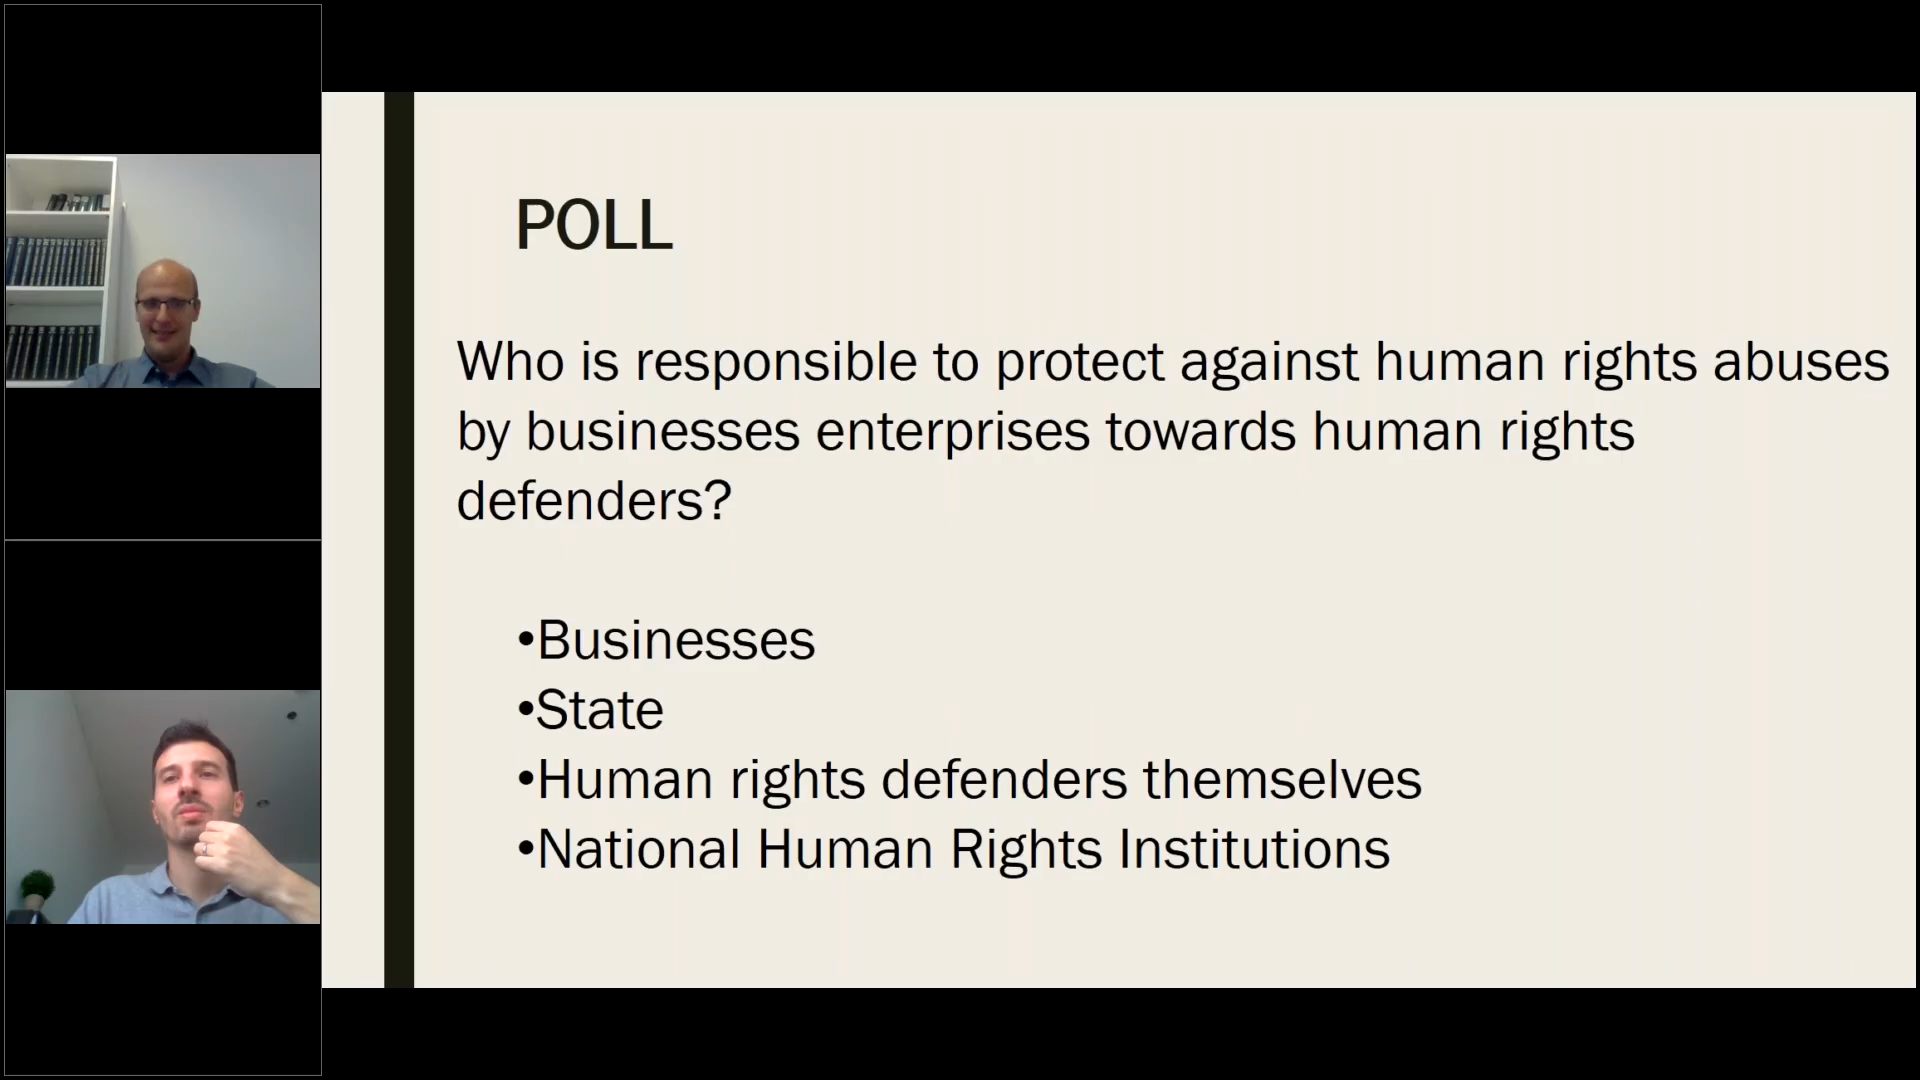 POLL
Who is responsible to protect against human rights abuses
by businesses enterprises towards human rights
defenders?
•Businesses
•State
•Human rights defenders themselves
•National Human Rights Institutions